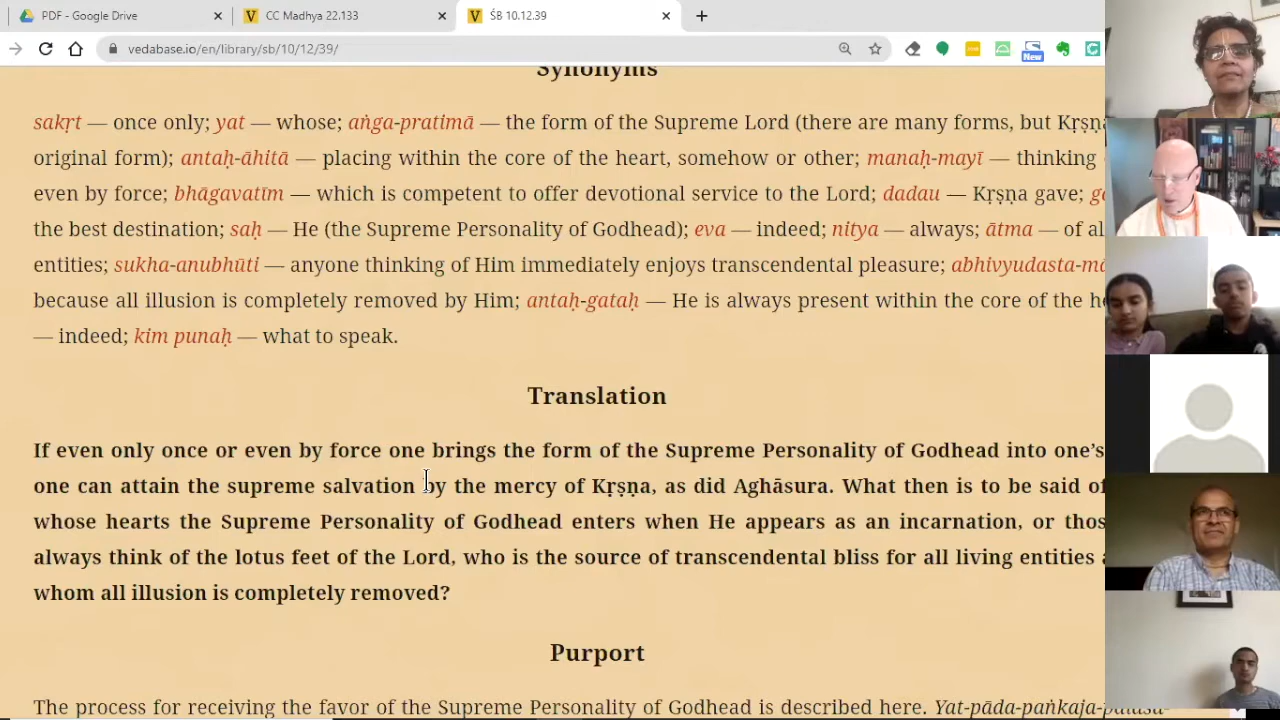 PDF - Google Drive
CC Madhya 22.133
ŚB 10.12.39
vedabase.io/en/library/sb/10/12/39/
New
Synonyms
sakṛt — once only; yat — whose; aṅga-pratimā — the form of the Supreme Lord (there are many forms, but Kṛṣṇa
original form); antaḥ-āhitā — placing within the core of the heart, somehow or other; manaḥ-mayī — thinking
even by force; bhāgavatīm — which is competent to offer devotional service to the Lord; dadau — Kṛṣṇa gave;
the best destination; saḥ — He (the Supreme Personality of Godhead); eva — indeed; nitya — always; ātma — of
entities; sukha-anubhūti — anyone thinking of Him immediately enjoys transcendental pleasure;
because all illusion is completely removed by Him; antaḥ-gataḥ — He is always present within the core of the
— indeed; kim punaḥ — what to speak.
Translation
If even only once or even by force one brings the form of the Supreme Personality of Godhead into one’s
one can attain the supreme salvation by the mercy of Kṛṣṇa, as did Aghāsura. What then is to be said of
whose hearts the Supreme Personality of Godhead enters when He appears as an incarnation, or
always think of the lotus feet of the Lord, who is the source of transcendental bliss for all living entities
whom all illusion is completely removed?
Purport
The process for receiving the favor of the Supreme Personality of Godhead is described here. Yat-pāda-paṅkaja-palāśa-